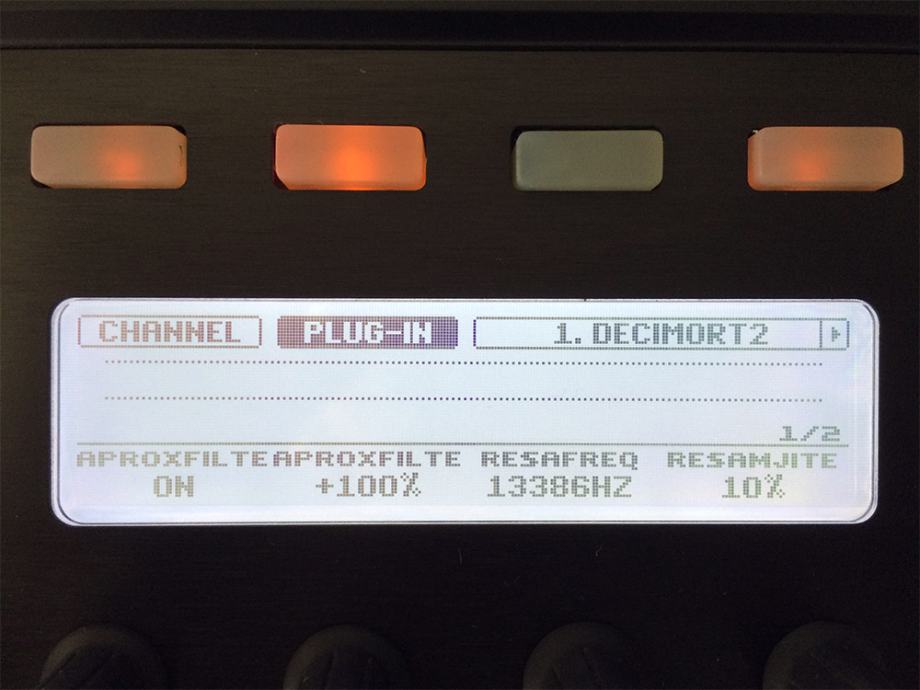 CHANNEL PLUG-IN 1. DECIMORT2
1/2
APROXFILTE APROXFILTE RESAFREQ RESAMJITE
ON +100% 13386HZ 10%